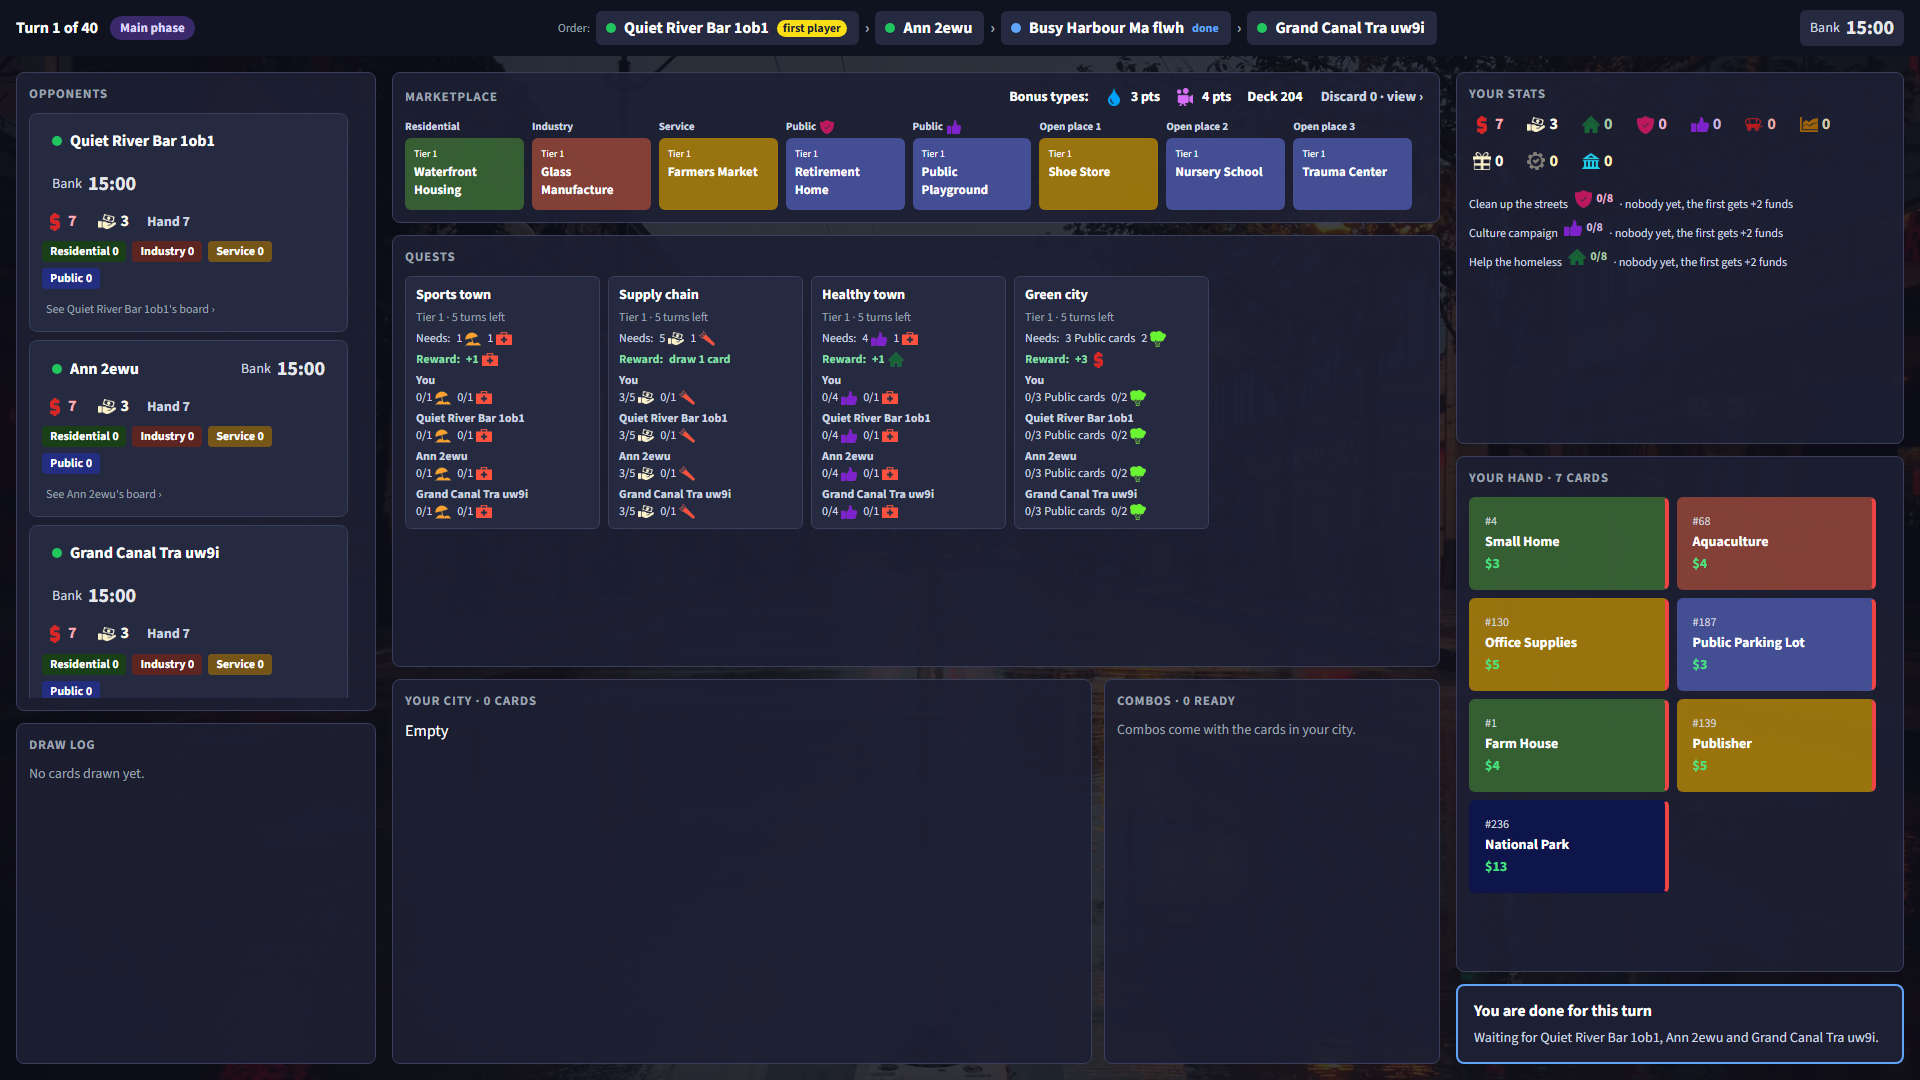 Turn 1 of 40 Main phase
Order: Quiet River Bar 1ob1 first player › Ann 2ewu › Busy Harbour Ma flwh done › Grand Canal Tra uw9i
Bank 15:00
OPPONENTS
Quiet River Bar 1ob1
Bank 15:00
7 3 Hand 7
Residential 0 Industry 0 Service 0
Public 0
See Quiet River Bar 1ob1's board ›
Ann 2ewu Bank 15:00
7 3 Hand 7
Residential 0 Industry 0 Service 0
Public 0
See Ann 2ewu's board ›
Grand Canal Tra uw9i
Bank 15:00
7 3 Hand 7
Residential 0 Industry 0 Service 0
Public 0
DRAW LOG
No cards drawn yet.
MARKETPLACE
Bonus types: 3 pts 4 pts Deck 204 Discard 0 · view ›
Residential
Tier 1
Waterfront
Housing
Industry
Tier 1
Glass
Manufacture
Service
Tier 1
Farmers Market
Public
Tier 1
Retirement
Home
Public
Tier 1
Public
Playground
Open place 1
Tier 1
Shoe Store
Open place 2
Tier 1
Nursery School
Open place 3
Tier 1
Trauma Center
QUESTS
Sports town
Tier 1 · 5 turns left
Needs: 1 1
Reward: +1
You
0/1 0/1
Quiet River Bar 1ob1
0/1 0/1
Ann 2ewu
0/1 0/1
Grand Canal Tra uw9i
0/1 0/1
Supply chain
Tier 1 · 5 turns left
Needs: 5 1
Reward: draw 1 card
You
3/5 0/1
Quiet River Bar 1ob1
3/5 0/1
Ann 2ewu
3/5 0/1
Grand Canal Tra uw9i
3/5 0/1
Healthy town
Tier 1 · 5 turns left
Needs: 4 1
Reward: +1
You
0/4 0/1
Quiet River Bar 1ob1
0/4 0/1
Ann 2ewu
0/4 0/1
Grand Canal Tra uw9i
0/4 0/1
Green city
Tier 1 · 5 turns left
Needs: 3 Public cards 2
Reward: +3
You
0/3 Public cards 0/2
Quiet River Bar 1ob1
0/3 Public cards 0/2
Ann 2ewu
0/3 Public cards 0/2
Grand Canal Tra uw9i
0/3 Public cards 0/2
YOUR CITY · 0 CARDS
Empty
COMBOS · 0 READY
Combos come with the cards in your city.
YOUR STATS
7 3 0 0 0 0 0
0 0 0
Clean up the streets 0/8 · nobody yet, the first gets +2 funds
Culture campaign 0/8 · nobody yet, the first gets +2 funds
Help the homeless 0/8 · nobody yet, the first gets +2 funds
YOUR HAND · 7 CARDS
#4
Small Home
$3
#68
Aquaculture
$4
#130
Office Supplies
$5
#187
Public Parking Lot
$3
#1
Farm House
$4
#139
Publisher
$5
#236
National Park
$13
You are done for this turn
Waiting for Quiet River Bar 1ob1, Ann 2ewu and Grand Canal Tra uw9i.